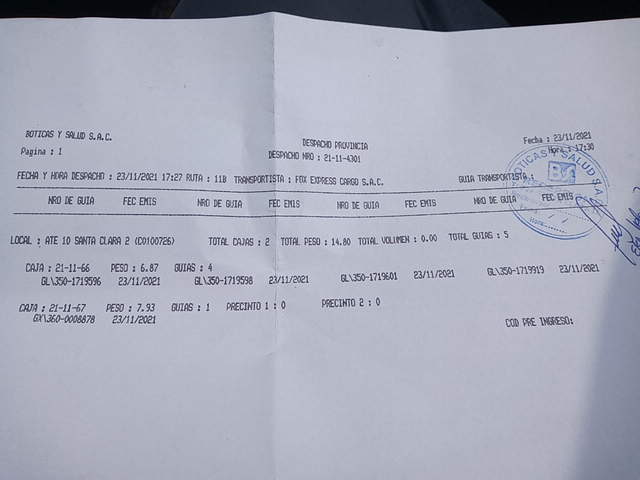 BOTICAS Y SALUD S.A.C.
Pagina : 1
DESPACHO PROVINCIA
DESPACHO NRO : 21-11-4301
Fecha : 23/11/2021
Hora : 17:30
FECHA Y HORA DESPACHO : 23/11/2021 17:27 RUTA : 11B TRANSPORTISTA : FOX EXPRESS CARGO S.A.C. GUIA TRANSPORTISTA :
NRO DE GUIA FEC EMIS NRO DE GUIA FEC EMIS NRO DE GUIA FEC EMIS NRO DE GUIA FEC EMIS
BOTICAS Y SALUD S.A.C.
LOCAL : ATE 10 SANTA CLARA 2 (C0100726) TOTAL CAJAS : 2 TOTAL PESO : 14.80 TOTAL VOLUMEN : 0.00 TOTAL GUIAS : 5
CAJA : 21-11-66 PESO : 6.87 GUIAS : 4
GL\350-1719596 23/11/2021 GL\350-1719598 23/11/2021 GL\350-1719601 23/11/2021 GL\350-1719919 23/11/2021
CAJA : 21-11-67 PESO : 7.93 GUIAS : 1 PRECINTO 1 : 0 PRECINTO 2 : 0
GX\360-0008878 23/11/2021
COD PRE INGRESO: